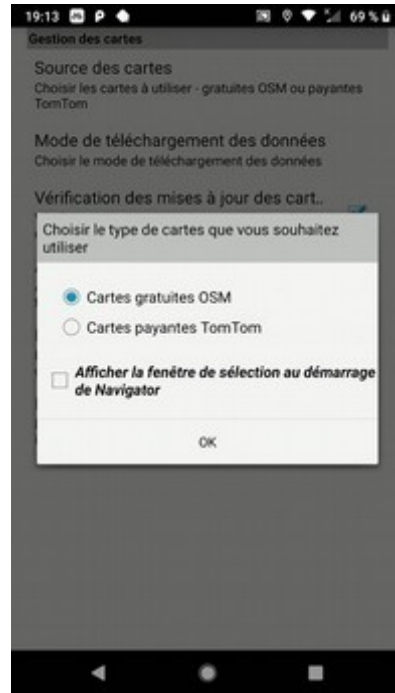 19:13 P 69 %
Gestion des cartes
Source des cartes
Choisir les cartes à utiliser - gratuites OSM ou payantes
TomTom
Mode de téléchargement des données
Choisir le mode de téléchargement des données
Vérification des mises à jour des cart..
Choisir le type de cartes que vous souhaitez
utiliser
Cartes gratuites OSM
Cartes payantes TomTom
Afficher la fenêtre de sélection au démarrage
de Navigator
OK